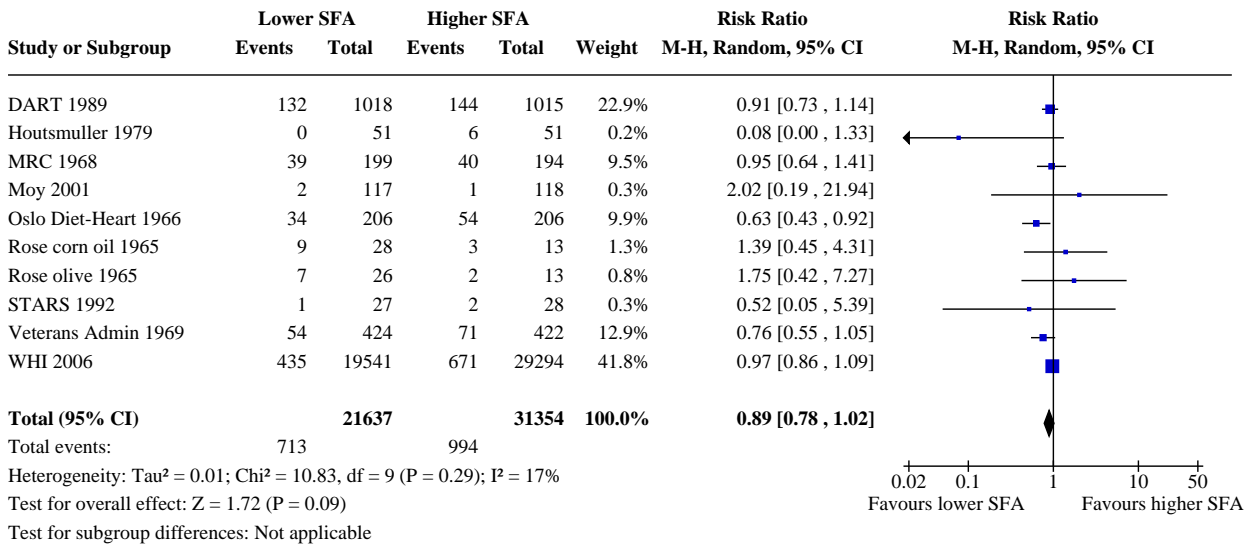 Lower SFA Higher SFA Risk Ratio Risk Ratio
Study or Subgroup Events Total Events Total Weight M-H, Random, 95% CI M-H, Random, 95% CI
DART 1989 132 1018 144 1015 22.9% 0.91 [0.73 , 1.14]
Houtsmuller 1979 0 51 6 51 0.2% 0.08 [0.00 , 1.33]
MRC 1968 39 199 40 194 9.5% 0.95 [0.64 , 1.41]
Moy 2001 2 117 1 118 0.3% 2.02 [0.19 , 21.94]
Oslo Diet-Heart 1966 34 206 54 206 9.9% 0.63 [0.43 , 0.92]
Rose corn oil 1965 9 28 3 13 1.3% 1.39 [0.45 , 4.31]
Rose olive 1965 7 26 2 13 0.8% 1.75 [0.42 , 7.27]
STARS 1992 1 27 2 28 0.3% 0.52 [0.05 , 5.39]
Veterans Admin 1969 54 424 71 422 12.9% 0.76 [0.55 , 1.05]
WHI 2006 435 19541 671 29294 41.8% 0.97 [0.86 , 1.09]
Total (95% CI) 21637 31354 100.0% 0.89 [0.78 , 1.02]
Total events: 713 994
Heterogeneity: Tau² = 0.01; Chi² = 10.83, df = 9 (P = 0.29); I² = 17%
0.02 0.1 1 10 50
Test for overall effect: Z = 1.72 (P = 0.09)
Favours lower SFA Favours higher SFA
Test for subgroup differences: Not applicable